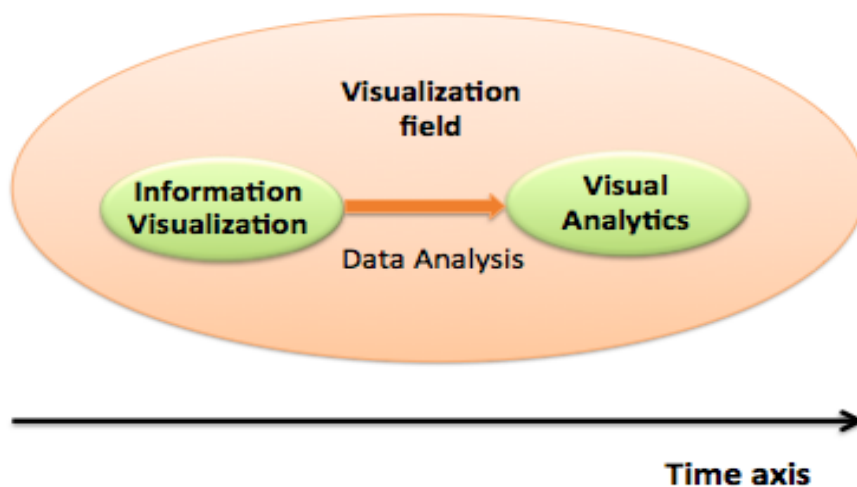 Visualization
field
Information
Visualization
Visual
Analytics
Data Analysis
Time axis